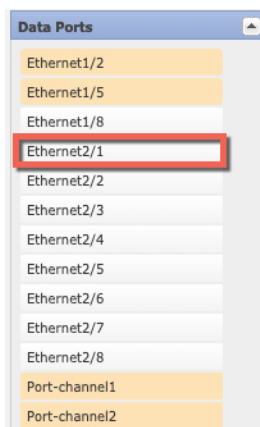 Data Ports
Ethernet1/2
Ethernet1/5
Ethernet1/8
Ethernet2/1
Ethernet2/2
Ethernet2/3
Ethernet2/4
Ethernet2/5
Ethernet2/6
Ethernet2/7
Ethernet2/8
Port-channel1
Port-channel2